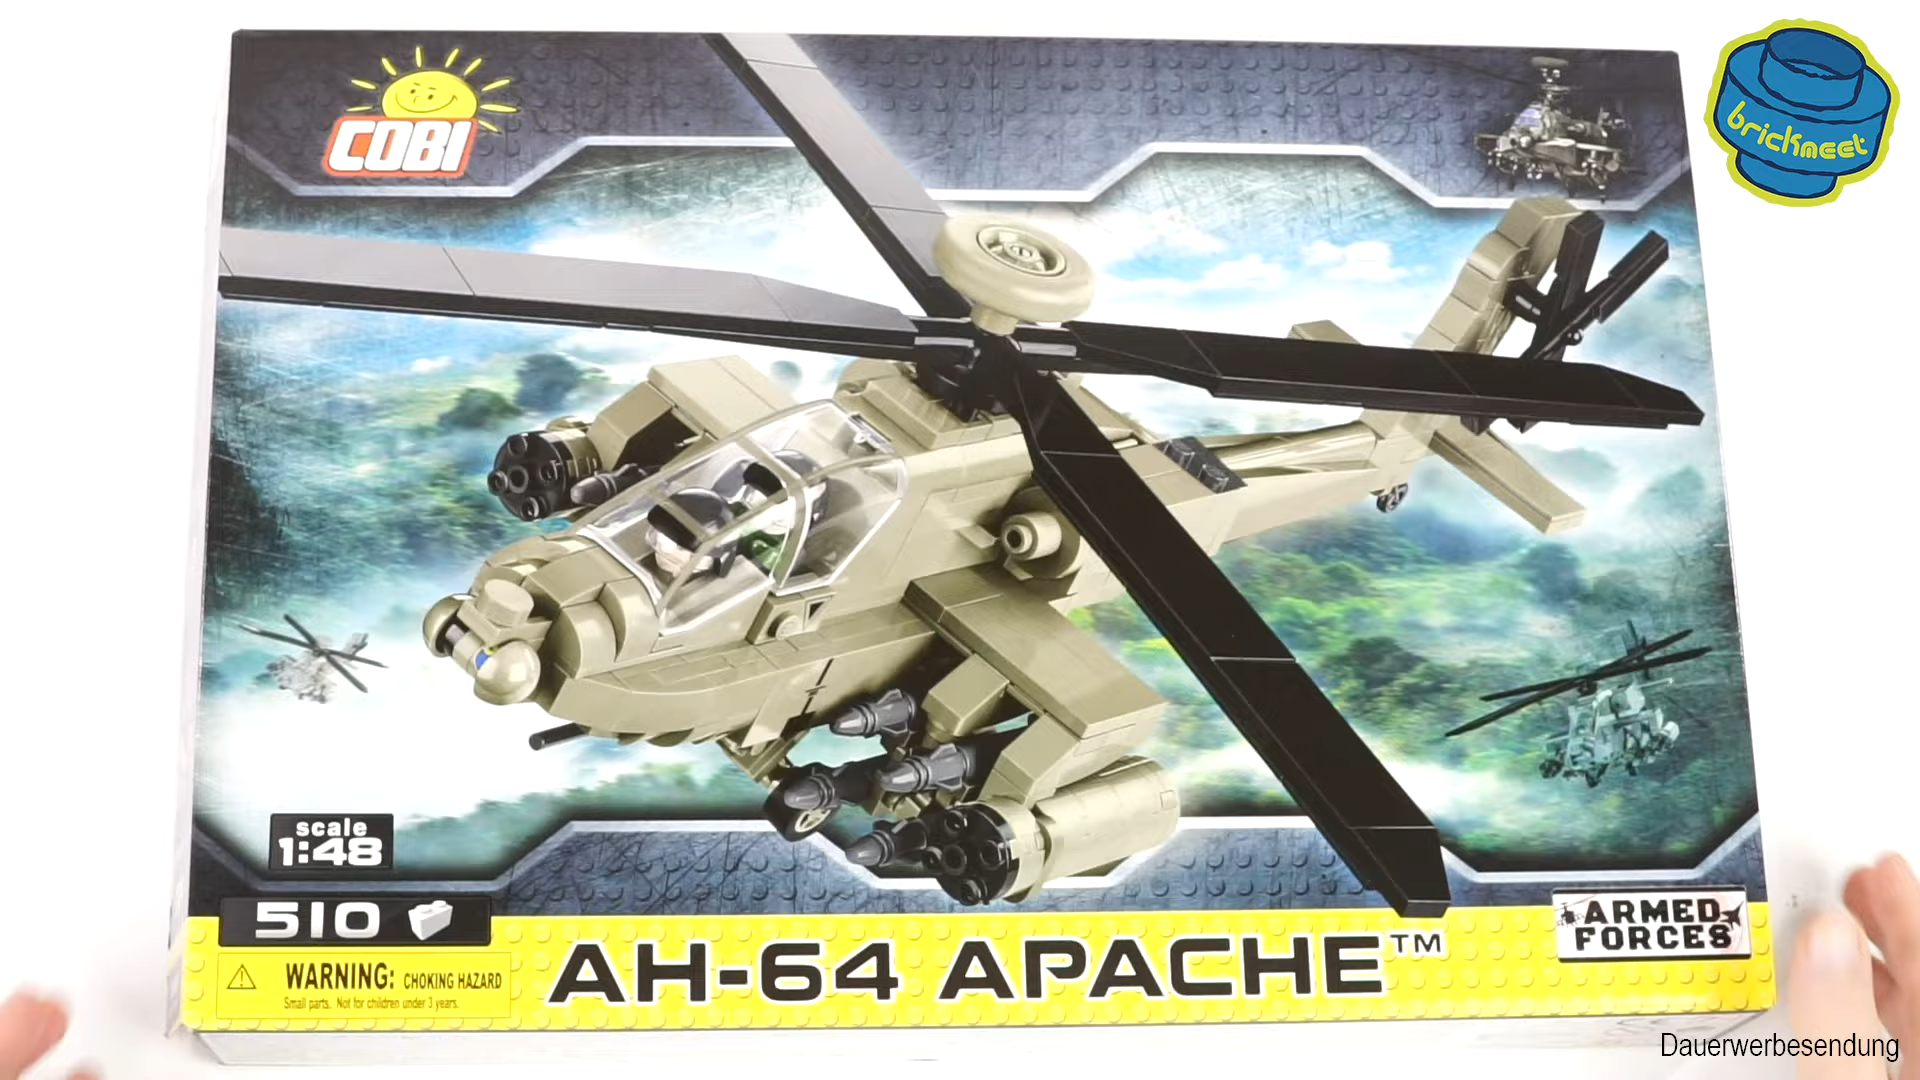 COBI
brickmeet
scale
1:48
510
WARNING: CHOKING HAZARD
Small parts. Not for children under 3 years.
AH-64 APACHE™
ARMED
FORCES
Dauerwerbesendung